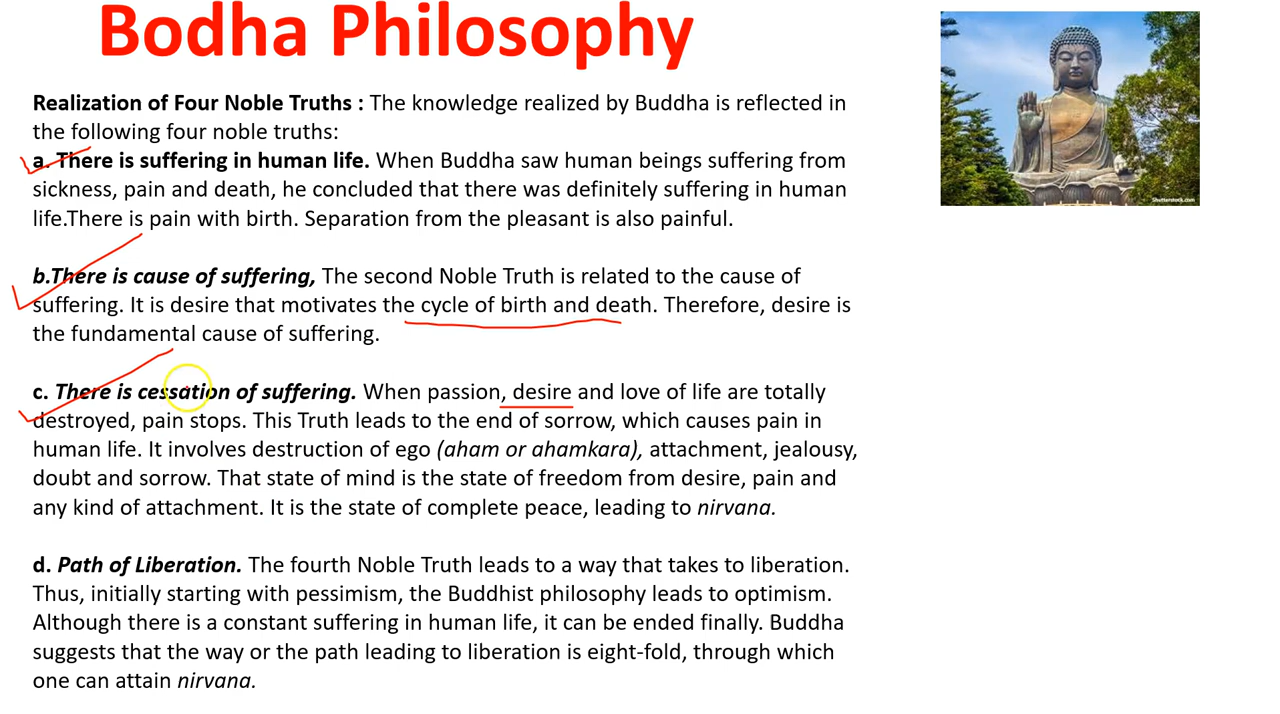 Bodha Philosophy
Realization of Four Noble Truths : The knowledge realized by Buddha is reflected in
the following four noble truths:
a. There is suffering in human life. When Buddha saw human beings suffering from
sickness, pain and death, he concluded that there was definitely suffering in human
life.There is pain with birth. Separation from the pleasant is also painful.
b.There is cause of suffering, The second Noble Truth is related to the cause of
suffering. It is desire that motivates the cycle of birth and death. Therefore, desire is
the fundamental cause of suffering.
c. There is cessation of suffering. When passion, desire and love of life are totally
destroyed, pain stops. This Truth leads to the end of sorrow, which causes pain in
human life. It involves destruction of ego (aham or ahamkara), attachment, jealousy,
doubt and sorrow. That state of mind is the state of freedom from desire, pain and
any kind of attachment. It is the state of complete peace, leading to nirvana.
d. Path of Liberation. The fourth Noble Truth leads to a way that takes to liberation.
Thus, initially starting with pessimism, the Buddhist philosophy leads to optimism.
Although there is a constant suffering in human life, it can be ended finally. Buddha
suggests that the way or the path leading to liberation is eight-fold, through which
one can attain nirvana.
Shutterstock.com